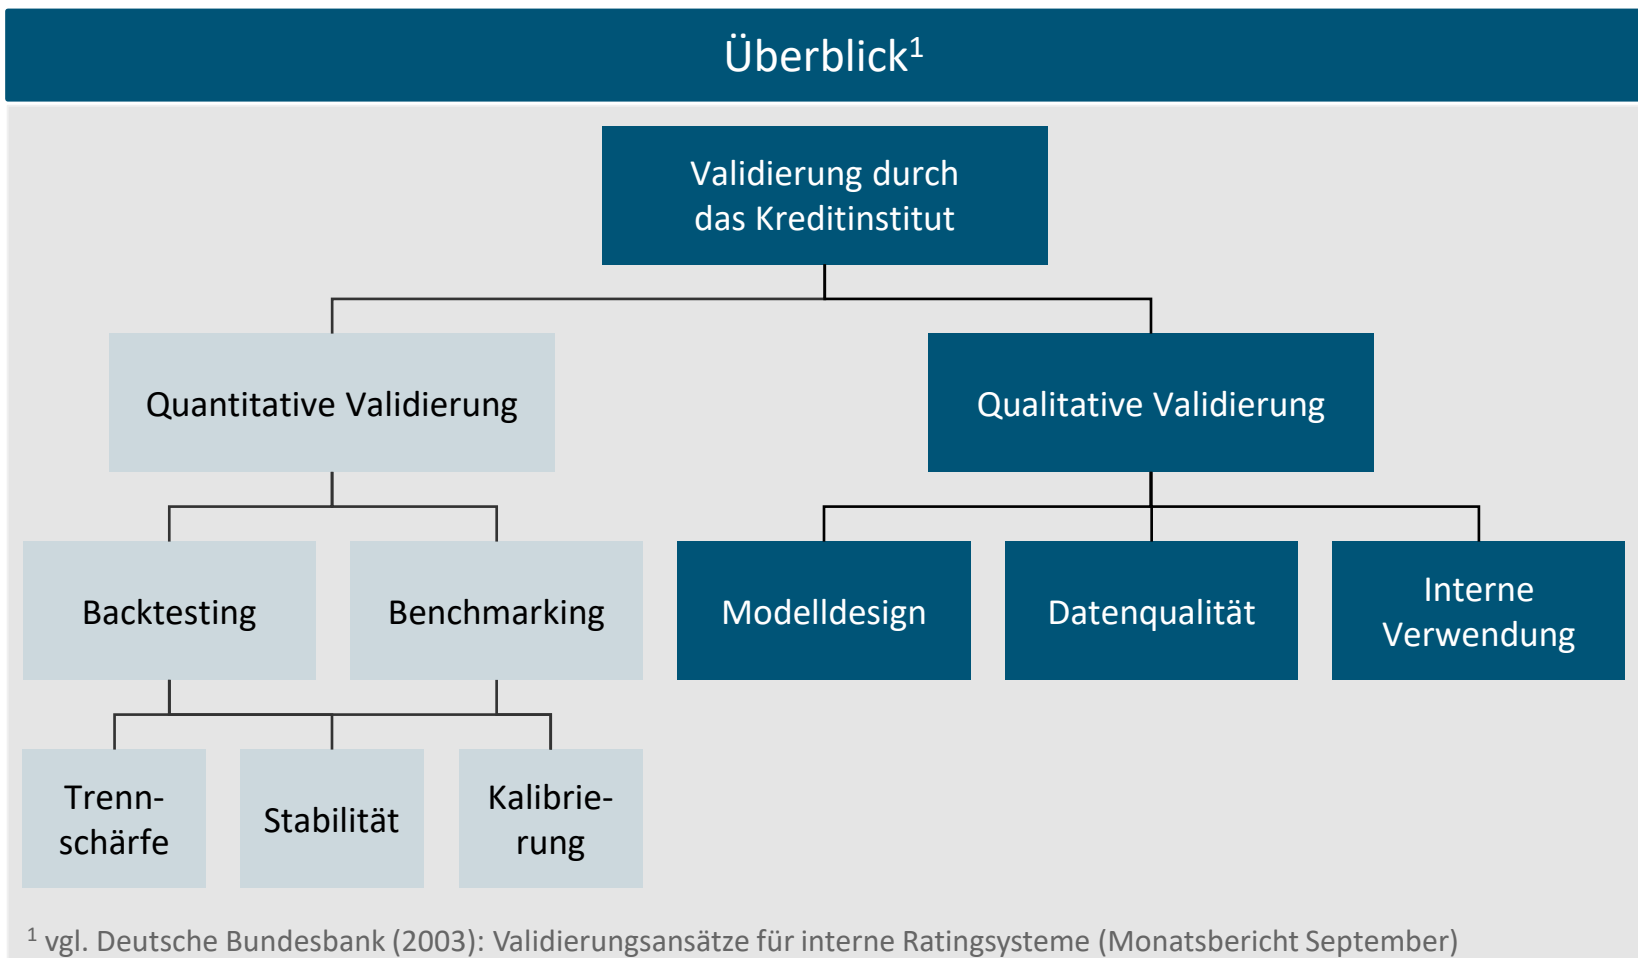 Überblick¹
Validierung durch
das Kreditinstitut
Quantitative Validierung
Qualitative Validierung
Backtesting
Benchmarking
Modelldesign
Datenqualität
Interne
Verwendung
Trenn-
schärfe
Stabilität
Kalibrie-
rung
¹ vgl. Deutsche Bundesbank (2003): Validierungsansätze für interne Ratingsysteme (Monatsbericht September)